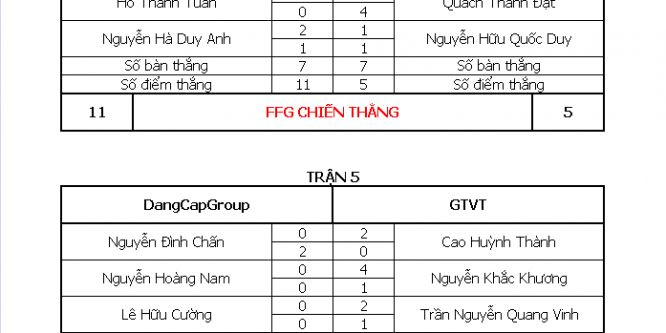 Hồ Thanh Tuấn Quách Thành Đạt
0 4
Nguyễn Hà Duy Anh 2 1 Nguyễn Hữu Quốc Duy
1 1
Số bàn thắng 7 7 Số bàn thắng
Số điểm thắng 11 5 Số điểm thắng
11 FFG CHIẾN THẮNG 5
TRẬN 5
DangCapGroup GTVT
Nguyễn Đình Chấn 0 2 Cao Huỳnh Thành
2 0
Nguyễn Hoàng Nam 0 4 Nguyễn Khắc Khương
0 1
Lê Hữu Cường 0 2 Trần Nguyễn Quang Vinh
0 1